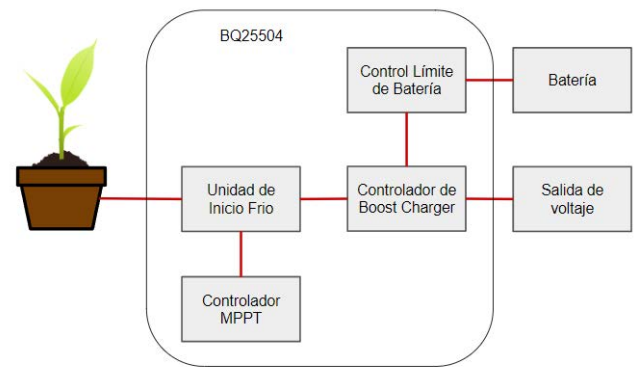 BQ25504
Control Límite
de Batería
Batería
Unidad de
Inicio Frio
Controlador de
Boost Charger
Salida de
voltaje
Controlador
MPPT